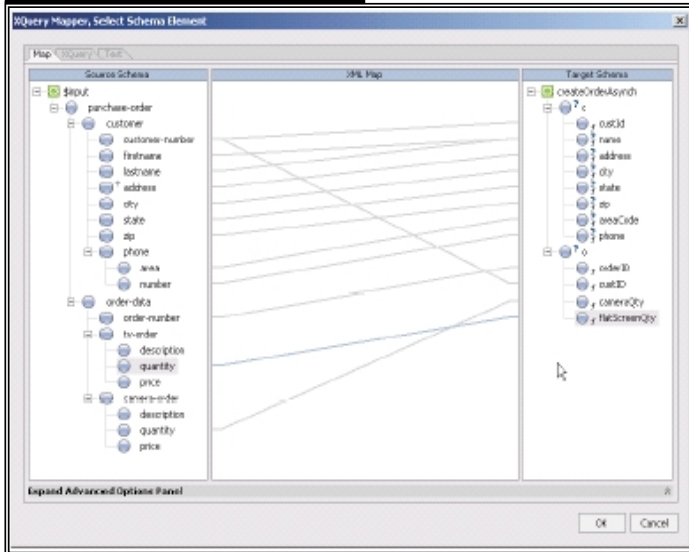 XQuery Mapper, Select Schema Element
Map XQuery Test
Source Schema
XML Map
Target Schema
$input
purchase-order
customer
customer-number
firstname
lastname
address
city
state
zip
phone
area
number
order-data
order-number
tv-order
description
quantity
price
camera-order
description
quantity
price
createOrderAsynch
c
custId
name
address
city
state
zip
areaCode
phone
o
orderID
custID
cameraQty
flatScreenQty
Expand Advanced Options Panel
OK
Cancel